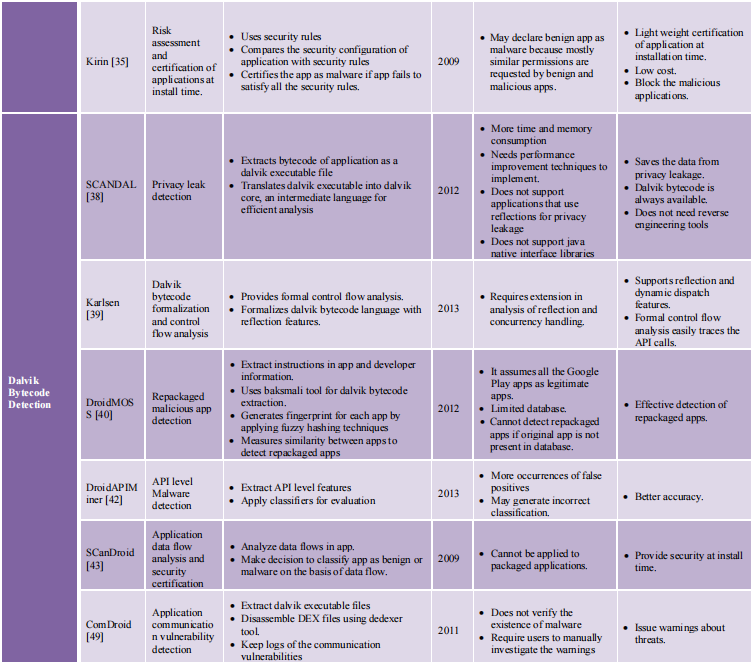 Kirin [35]
Risk
assessment
and
certification of
applications at
install time.
• Uses security rules
• Compares the security configuration of
application with security rules
• Certifies the app as malware if app fails to
satisfy all the security rules.
2009
• May declare benign app as
malware because mostly
similar permissions are
requested by benign and
malicious apps.
• Light weight certification
of application at
installation time.
• Low cost.
• Block the malicious
applications.
Dalvik
Bytecode
Detection
SCANDAL
[38]
Privacy leak
detection
• Extracts bytecode of application as a
dalvik executable file
• Translates dalvik executable into dalvik
core, an intermediate language for
efficient analysis
2012
• More time and memory
consumption
• Needs performance
improvement techniques to
implement.
• Does not support
applications that use
reflections for privacy
leakage
• Does not support java
native interface libraries
• Saves the data from
privacy leakage.
• Dalvik bytecode is
always available.
• Does not need reverse
engineering tools
Karlsen
[39]
Dalvik
bytecode
formalization
and control
flow analysis
• Provides formal control flow analysis.
• Formalizes dalvik bytecode language with
reflection features.
2013
• Requires extension in
analysis of reflection and
concurrency handling.
• Supports reflection and
dynamic dispatch
features.
• Formal control flow
analysis easily traces the
API calls.
DroidMOS
S [40]
Repackaged
malicious app
detection
• Extract instructions in app and developer
information.
• Uses baksmali tool for dalvik bytecode
extraction.
• Generates fingerprint for each app by
applying fuzzy hashing techniques
• Measures similarity between apps to
detect repackaged apps
2012
• It assumes all the Google
Play apps as legitimate
apps.
• Limited database.
• Cannot detect repackaged
apps if original app is not
present in database.
• Effective detection of
repackaged apps.
DroidAPIM
iner [42]
API level
Malware
detection
• Extract API level features
• Apply classifiers for evaluation
2013
• More occurrences of false
positives
• May generate incorrect
classification.
• Better accuracy.
SCanDroid
[43]
Application
data flow
analysis and
security
certification
• Analyze data flows in app.
• Make decision to classify app as benign or
malware on the basis of data flow.
2009
• Cannot be applied to
packaged applications.
• Provide security at install
time.
ComDroid
[49]
Application
communicatio
n vulnerability
detection
• Extract dalvik executable files
• Disassemble DEX files using dedexer
tool.
• Keep logs of the communication
vulnerabilities
2011
• Does not verify the
existence of malware
• Require users to manually
investigate the warnings
• Issue warnings about
threats.